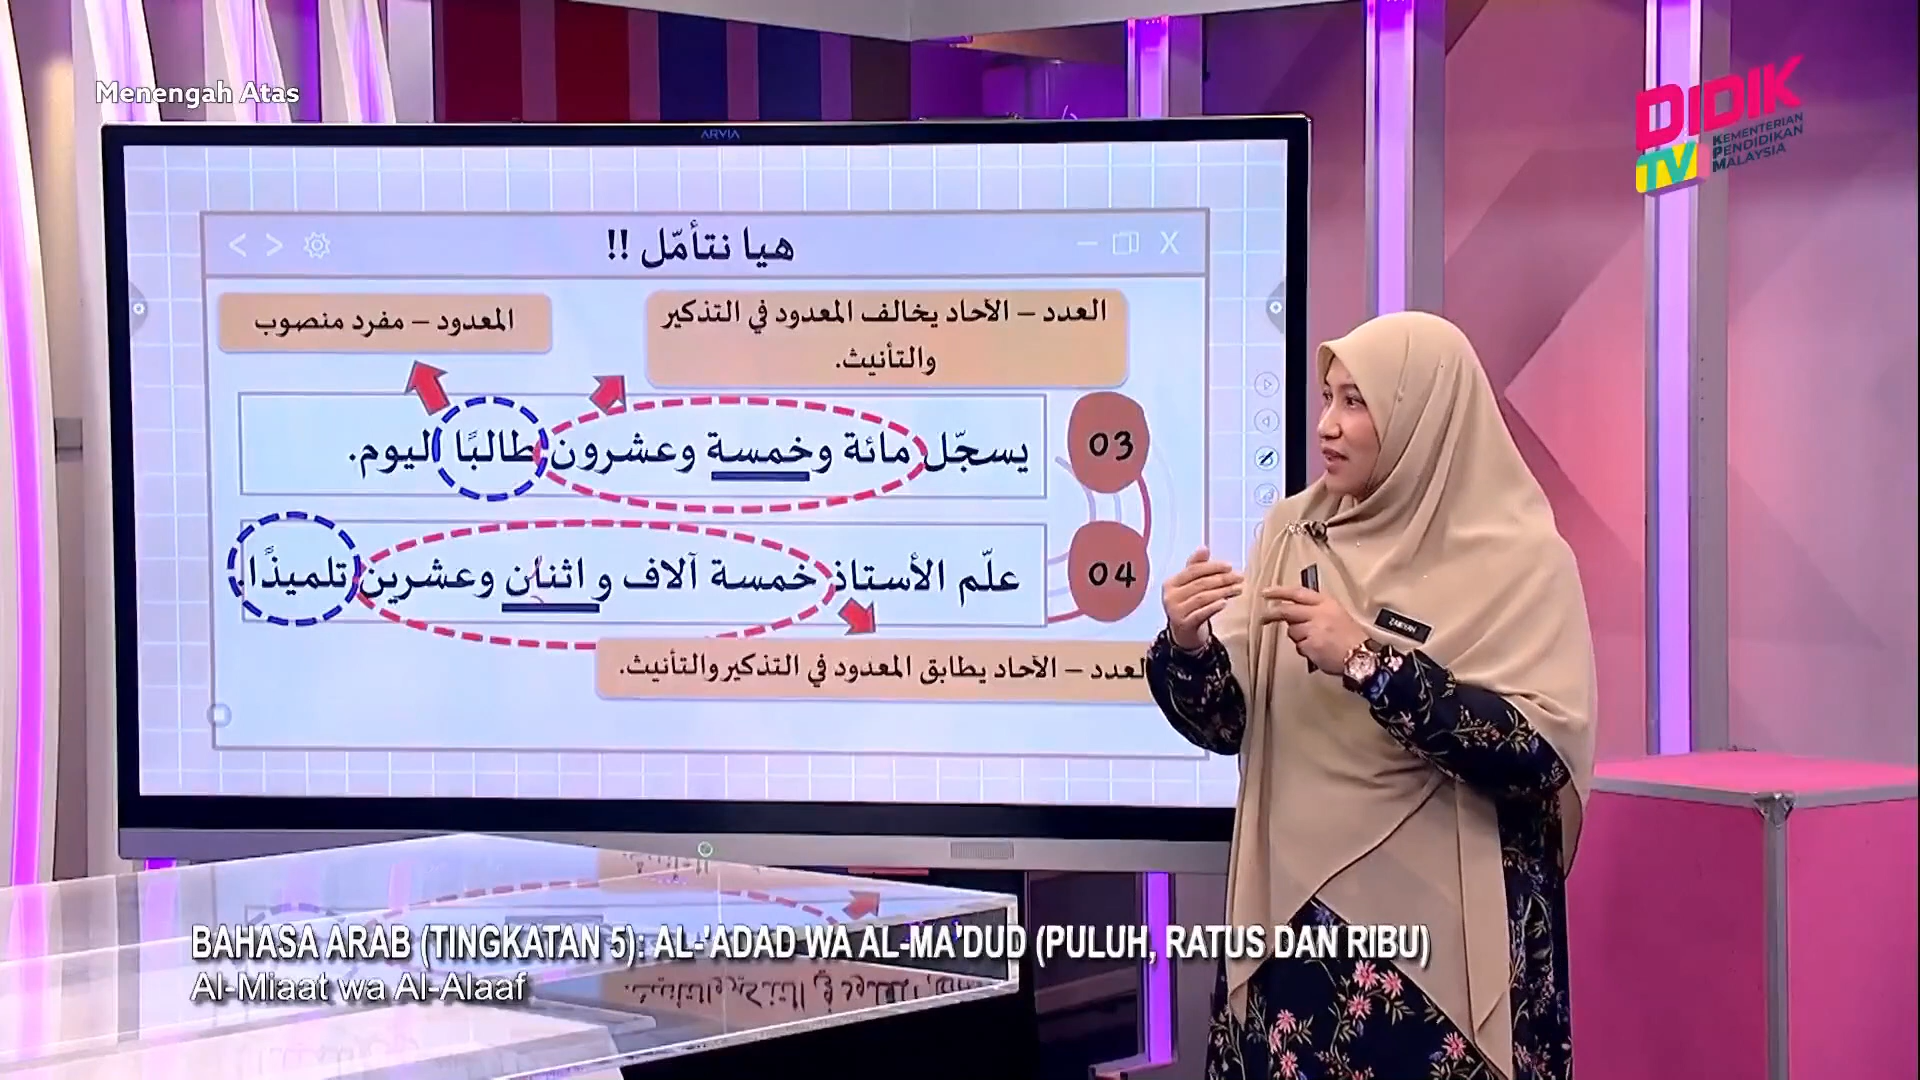 Menengah Atas
DIDIK
TV
KEMENTERIAN
PENDIDIKAN
MALAYSIA
ARVIA
هيا نتأمّل !!
X
العدد – الآحاد يخالف المعدود في التذكير
والتأنيث.
المعدود – مفرد منصوب
03
يسجّل مائة وخمسة وعشرون طالبًا اليوم.
04
علّم الأستاذ خمسة آلاف و اثنان وعشرين تلميذًا.
لعدد – الآحاد يطابق المعدود في التذكير والتأنيث.
BAHASA ARAB (TINGKATAN 5): AL-'ADAD WA AL-MA'DUD (PULUH, RATUS DAN RIBU)
Al-Miaat wa Al-Alaaf